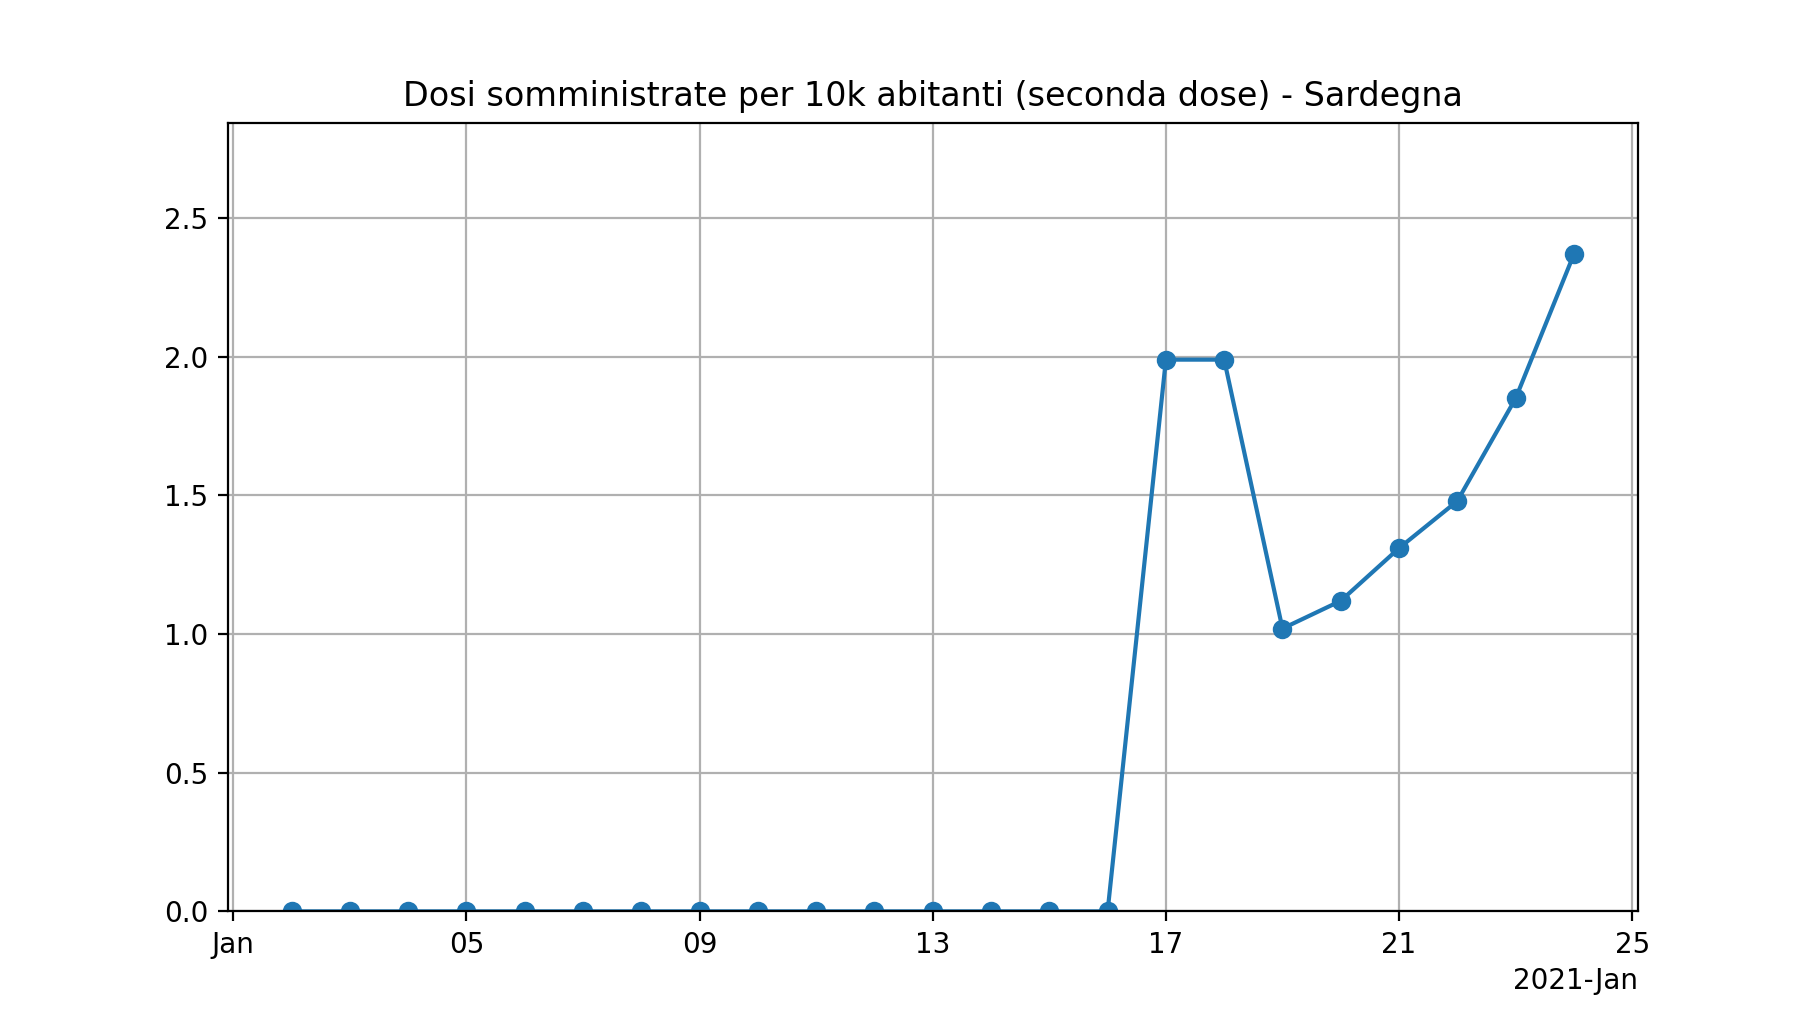 Dosi somministrate per 10k abitanti (seconda dose) - Sardegna
2.5
2.0
1.5
1.0
0.5
0.0
Jan 05 09 13 17 21 25
2021-Jan